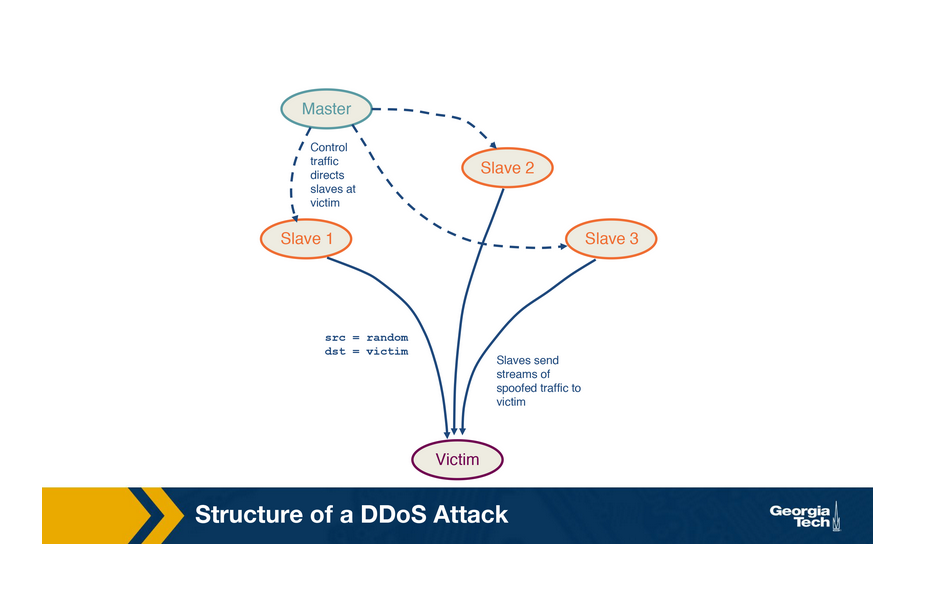 Master
Control
traffic
directs
slaves at
victim
Slave 2
Slave 1
Slave 3
src = random
dst = victim
Slaves send
streams of
spoofed traffic to
victim
Victim
Structure of a DDoS Attack
Georgia
Tech